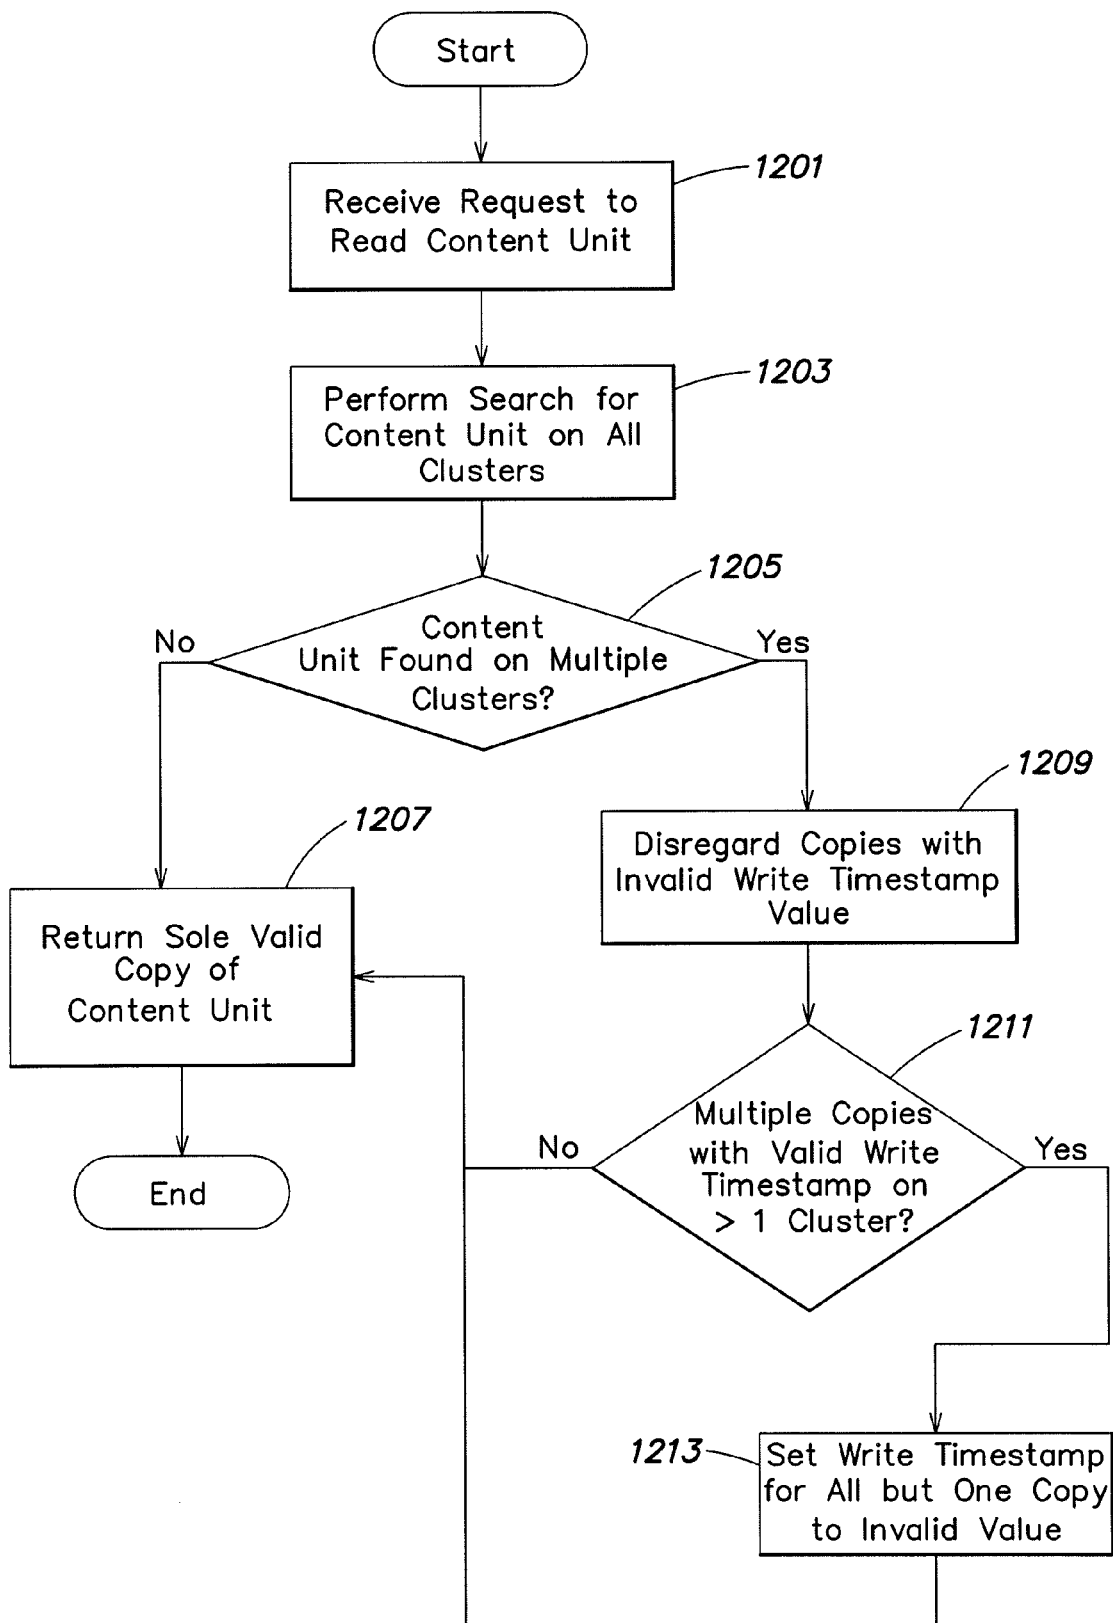 Start
1201
Receive Request to
Read Content Unit
1203
Perform Search for
Content Unit on All
Clusters
1205
No
Content
Unit Found on Multiple
Clusters?
Yes
1209
Disregard Copies with
Invalid Write Timestamp
Value
1207
Return Sole Valid
Copy of
Content Unit
1211
No
Multiple Copies
with Valid Write
Timestamp on
> 1 Cluster?
Yes
End
1213
Set Write Timestamp
for All but One Copy
to Invalid Value